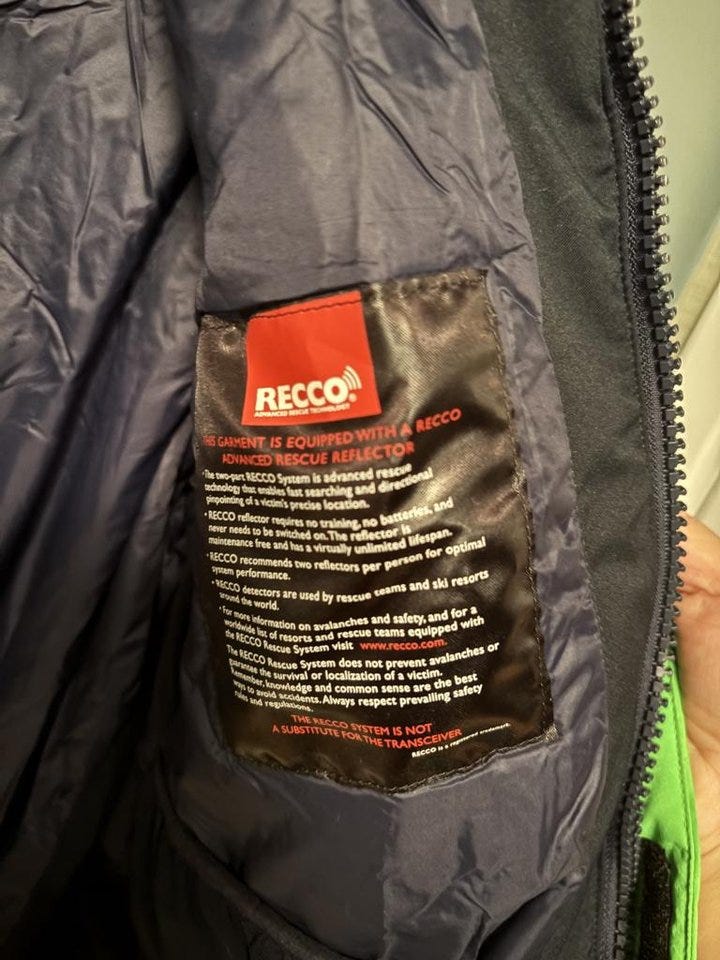 RECCO®
ADVANCED RESCUE TECHNOLOGY
THIS GARMENT IS EQUIPPED WITH A RECCO
ADVANCED RESCUE REFLECTOR
•The two-part RECCO System is advanced rescue
technology that enables fast searching and directional
pinpointing of a victim's precise location.
•RECCO reflector requires no training, no batteries, and
never needs to be switched on. The reflector is
maintenance free and has a virtually unlimited lifespan.
•RECCO recommends two reflectors per person for optimal
system performance.
•RECCO detectors are used by rescue teams and ski resorts
around the world.
•For more information on avalanches and safety, and for a
worldwide list of resorts and rescue teams equipped with
the RECCO Rescue System visit www.recco.com.
The RECCO Rescue System does not prevent avalanches or
guarantee the survival or localization of a victim.
Remember, knowledge and common sense are the best
ways to avoid accidents. Always respect prevailing safety
rules and regulations.
THE RECCO SYSTEM IS NOT
A SUBSTITUTE FOR THE TRANSCEIVER
RECCO is a registered trademark.